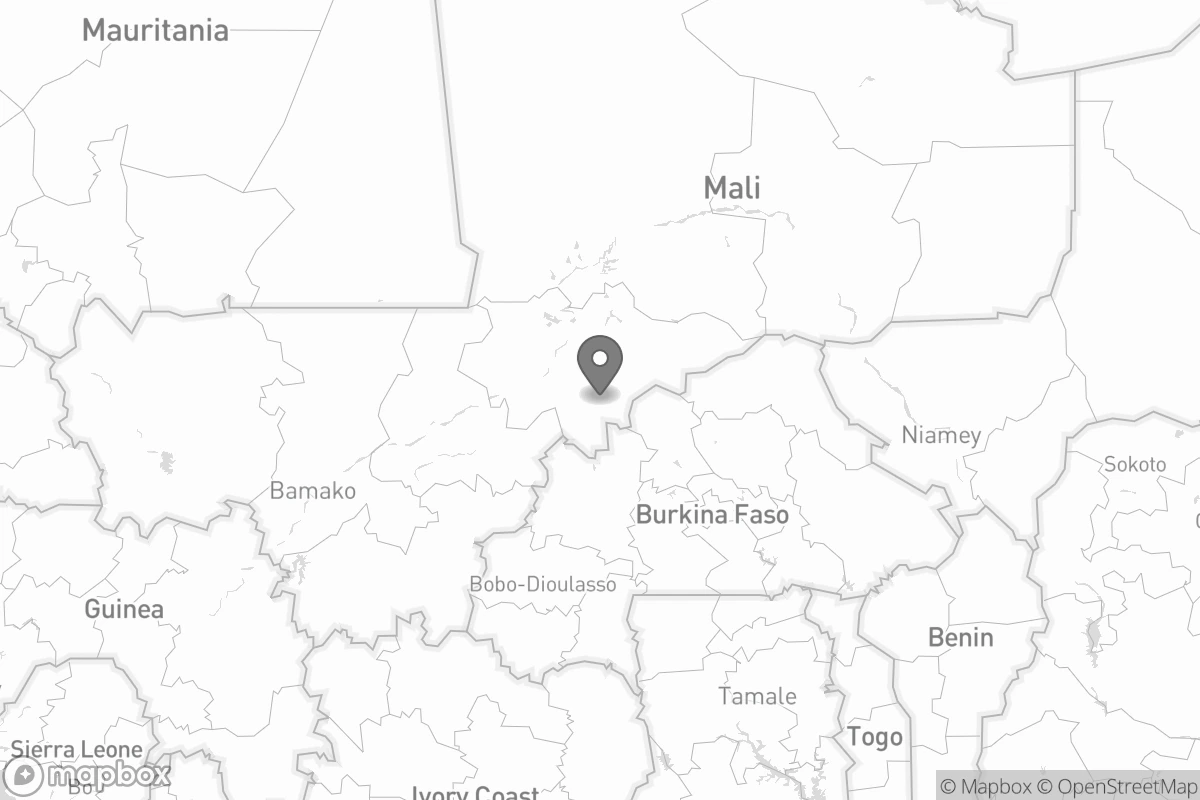 Mauritania
Mali
Niamey
Sokoto
Bamako
Burkina Faso
Bobo-Dioulasso
Guinea
Benin
Tamale
Togo
Sierra Leone
Bo
mapbox
Ivory Coast
© Mapbox © OpenStreetMap